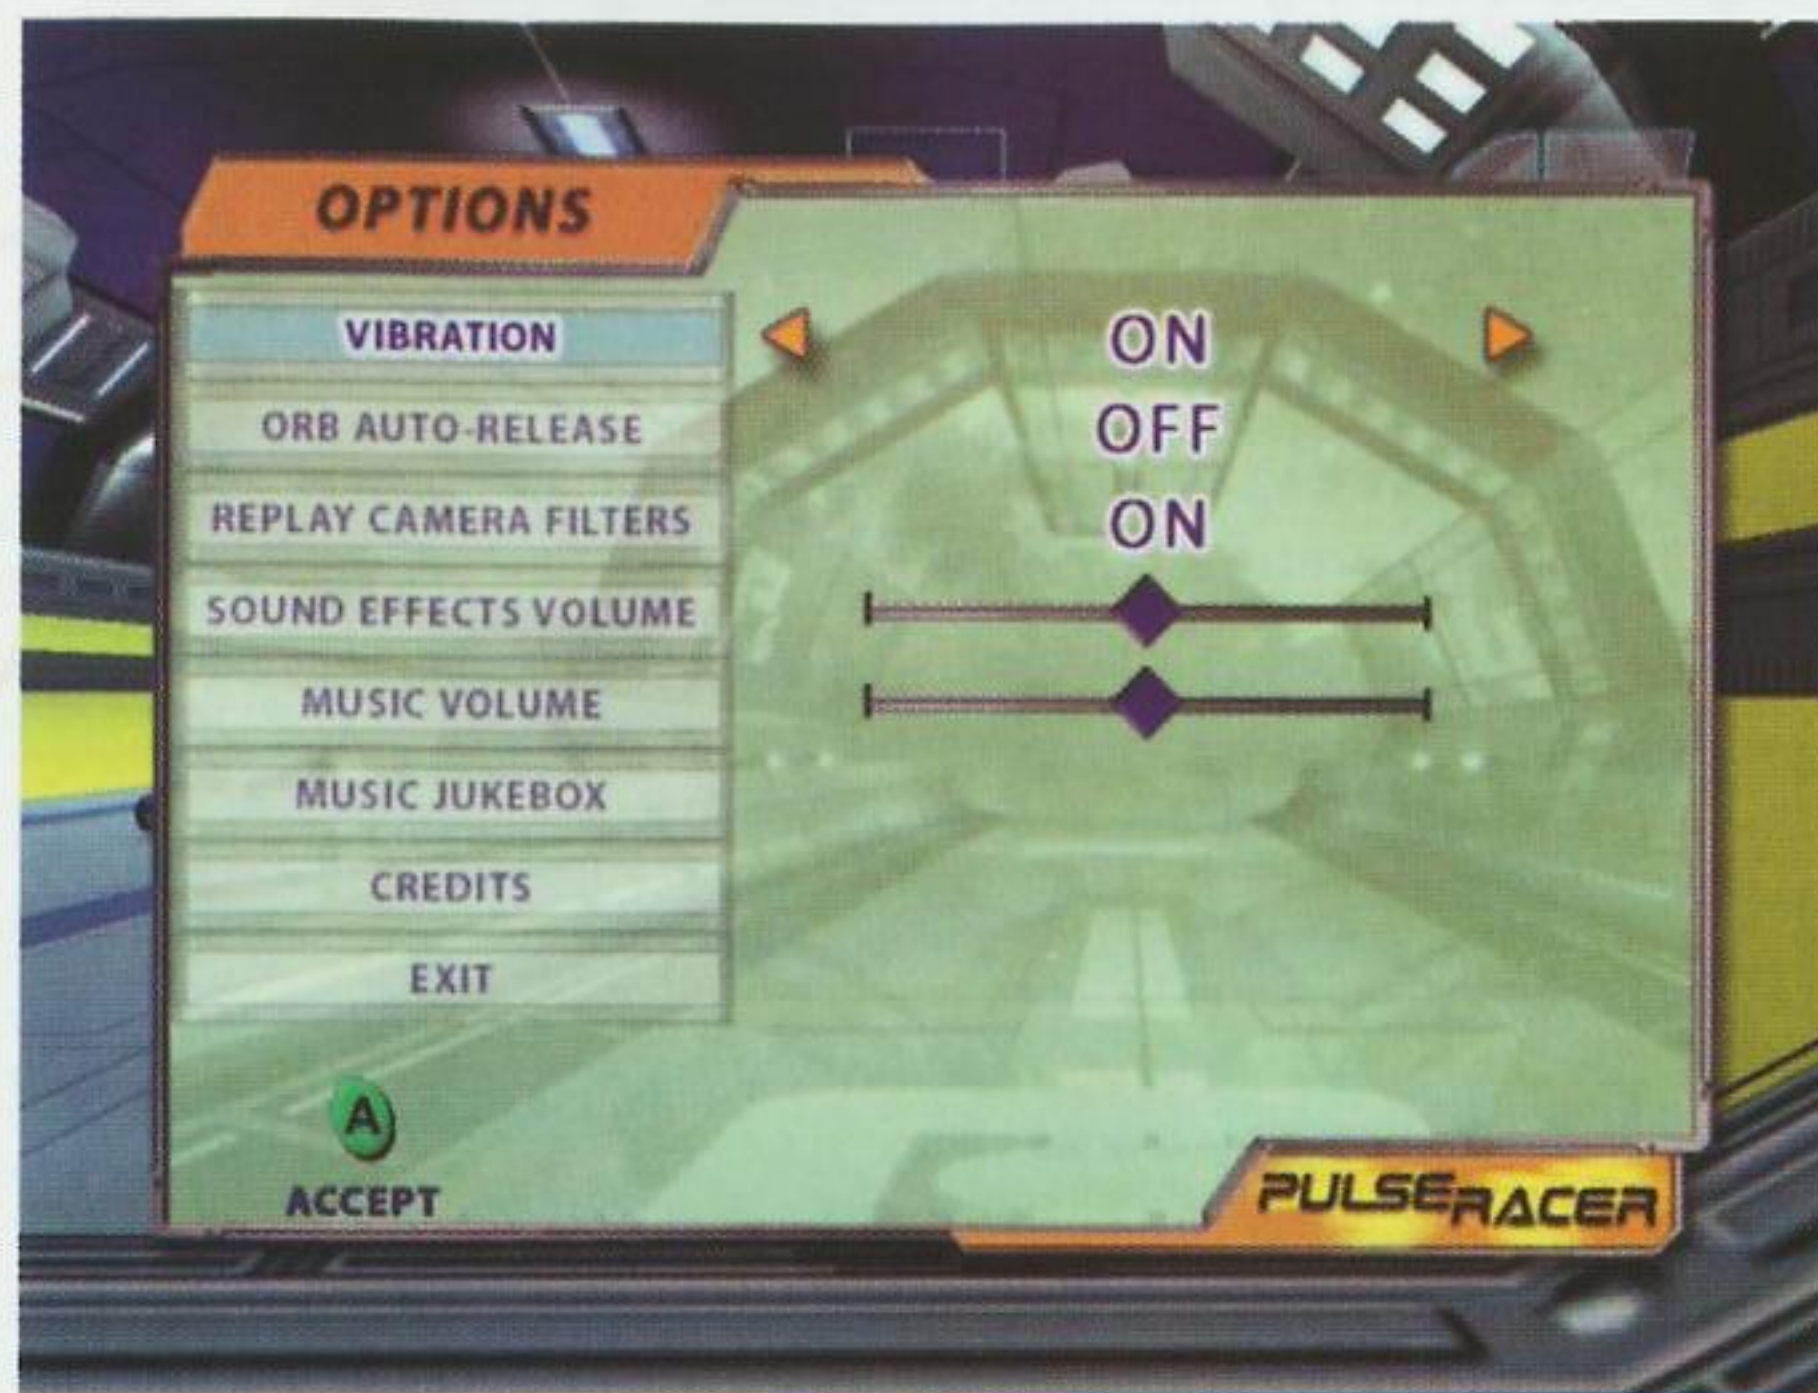 OPTIONS
VIBRATION ON
ORB AUTO-RELEASE OFF
REPLAY CAMERA FILTERS ON
SOUND EFFECTS VOLUME
MUSIC VOLUME
MUSIC JUKEBOX
CREDITS
EXIT
A
ACCEPT
PULSERACER